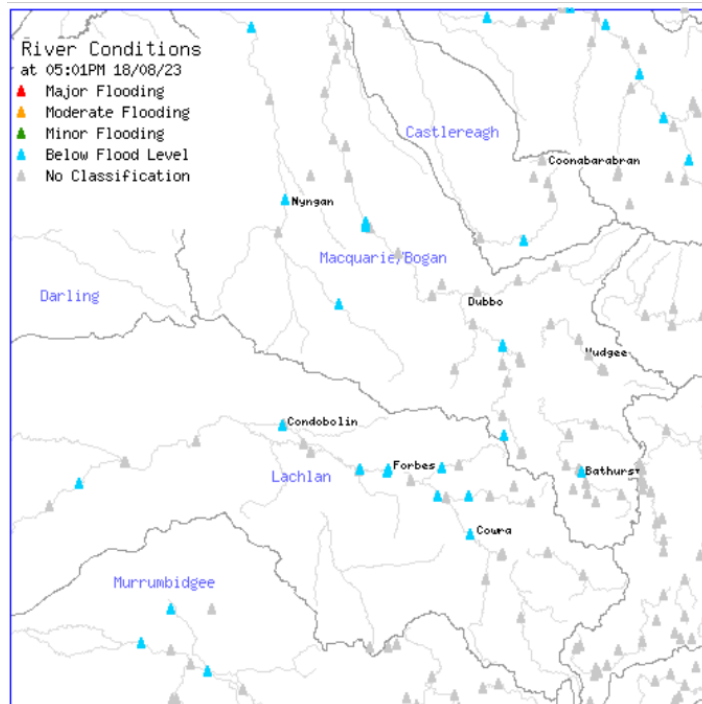 River Conditions
at 05:01PM 18/08/23
Major Flooding
Moderate Flooding
Minor Flooding
Below Flood Level
No Classification
Castlereagh
Coonabarabran
Nyngan
Macquarie/Bogan
Darling
Dubbo
Mudgee
Condobolin
Forbes
Bathurst
Lachlan
Cowra
Murrumbidgee